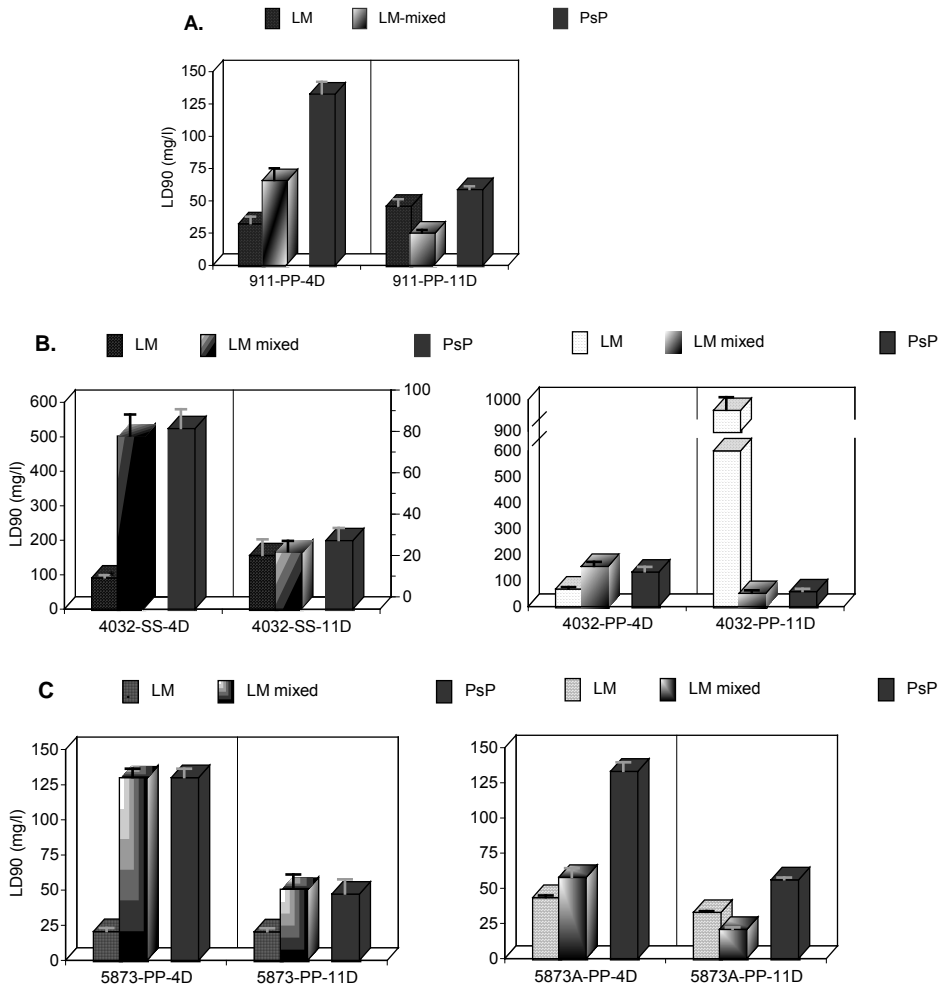 A.
LM
LM-mixed
PsP
LD90 (mg/l)
150
125
100
75
50
25
0
911-PP-4D
911-PP-11D
B.
LM
LM mixed
PsP
LD90 (mg/l)
600
500
400
300
200
100
0
100
80
60
40
20
0
4032-SS-4D
4032-SS-11D
LM
LM mixed
PsP
1000
900
600
500
400
300
200
100
0
4032-PP-4D
4032-PP-11D
C
LM
LM mixed
PsP
LD90 (mg/l)
150
125
100
75
50
25
0
5873-PP-4D
5873-PP-11D
LM
LM mixed
PsP
150
125
100
75
50
25
0
5873A-PP-4D
5873A-PP-11D